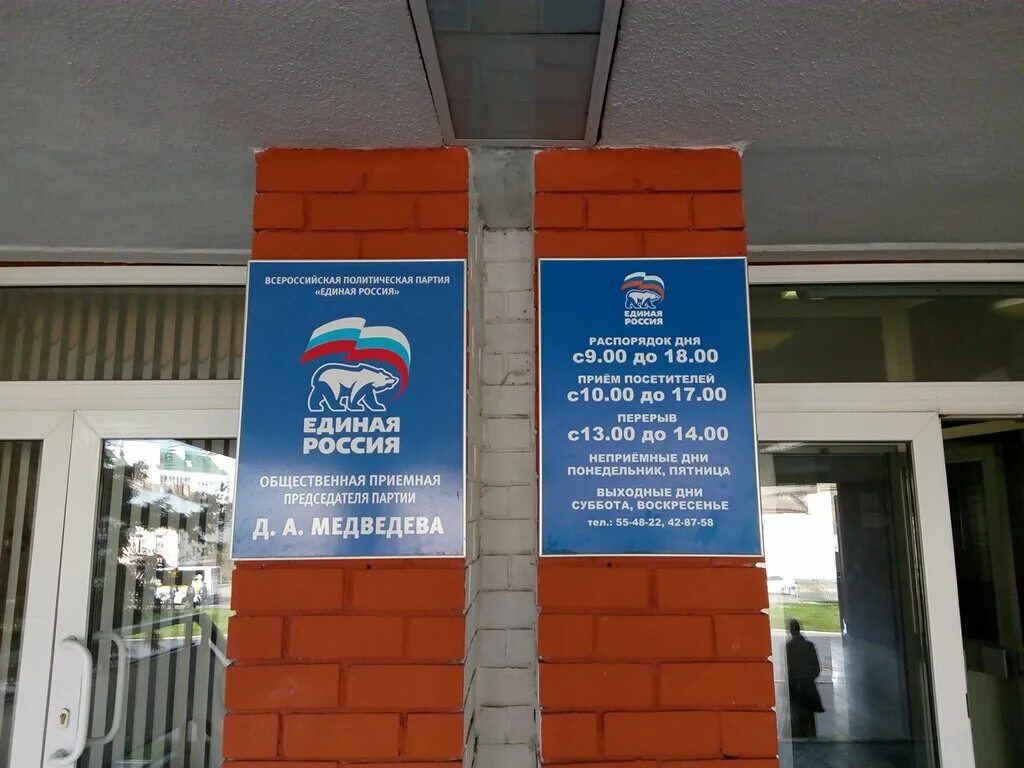 ВСЕРОССИЙСКАЯ ПОЛИТИЧЕСКАЯ ПАРТИЯ
«ЕДИНАЯ РОССИЯ»
ЕДИНАЯ
РОССИЯ
ОБЩЕСТВЕННАЯ ПРИЕМНАЯ
ПРЕДСЕДАТЕЛЯ ПАРТИИ
Д. А. МЕДВЕДЕВА
ЕДИНАЯ
РОССИЯ
РАСПОРЯДОК ДНЯ
с9.00 до 18.00
ПРИЁМ ПОСЕТИТЕЛЕЙ
с10.00 до 17.00
ПЕРЕРЫВ
с13.00 до 14.00
НЕПРИЁМНЫЕ ДНИ
ПОНЕДЕЛЬНИК, ПЯТНИЦА
ВЫХОДНЫЕ ДНИ
СУББОТА, ВОСКРЕСЕНЬЕ
тел.: 55-48-22, 42-87-58